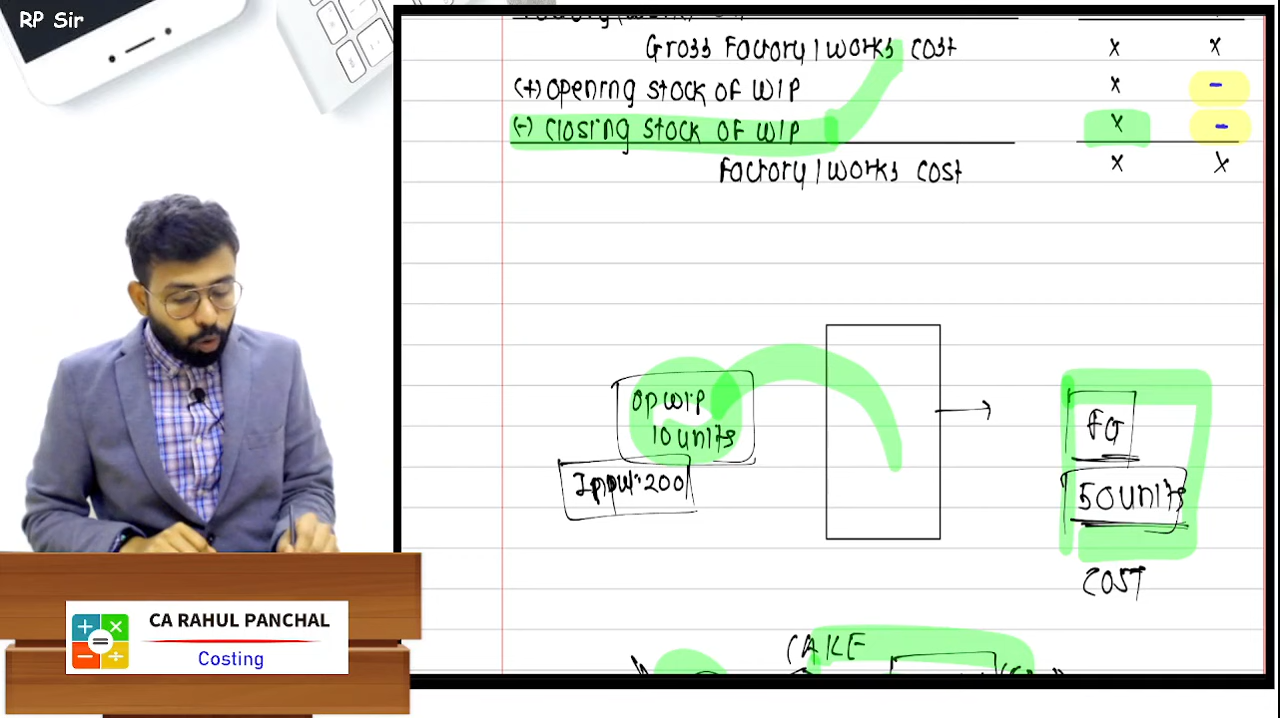 RP Sir
Gross Factory/works cost x x
(+) opening stock of WIP x -
(-) closing stock of WIP x -
Factory/works cost x x
op WIP
10 units
Input: 200
FG
50 units
COST
CAKE
CA RAHUL PANCHAL
Costing